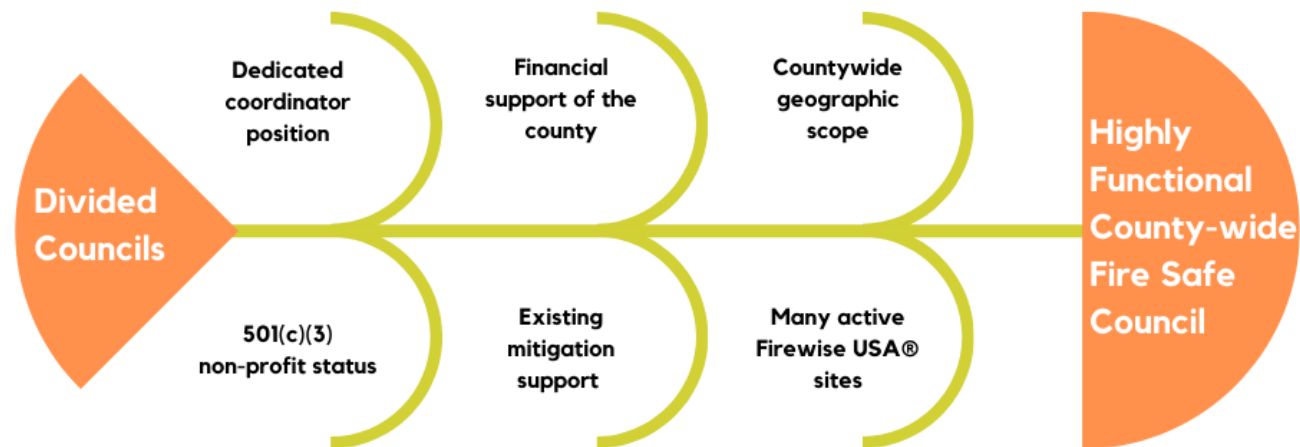 Divided
Councils
Dedicated
coordinator
position
Financial
support of the
county
Countywide
geographic
scope
501(c)(3)
non-profit status
Existing
mitigation
support
Many active
Firewise USA®
sites
Highly
Functional
County-wide
Fire Safe
Council